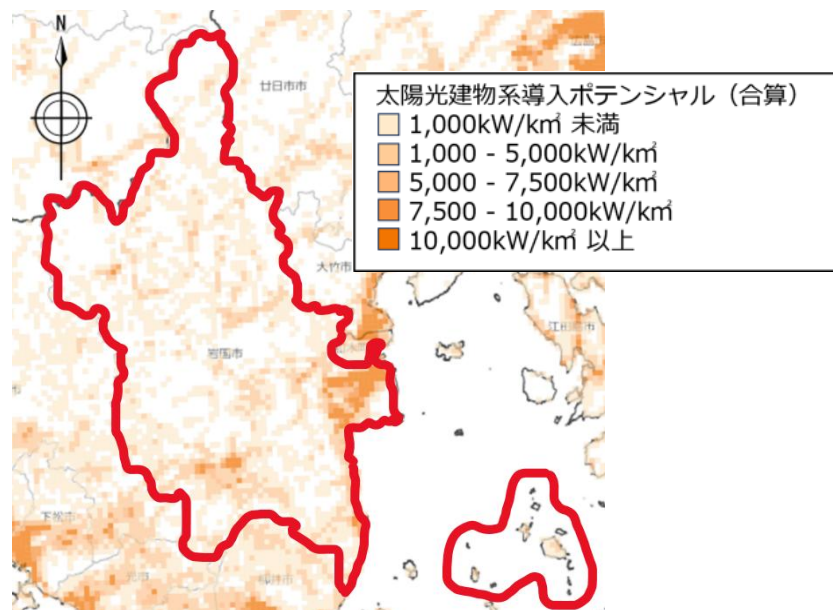 N
廿日市市
太陽光建物系導入ポテンシャル（合算）
1,000kW/k㎡ 未満
1,000 - 5,000kW/k㎡
5,000 - 7,500kW/k㎡
7,500 - 10,000kW/k㎡
10,000kW/k㎡ 以上
大竹市
江田島市
岩国市
下松市